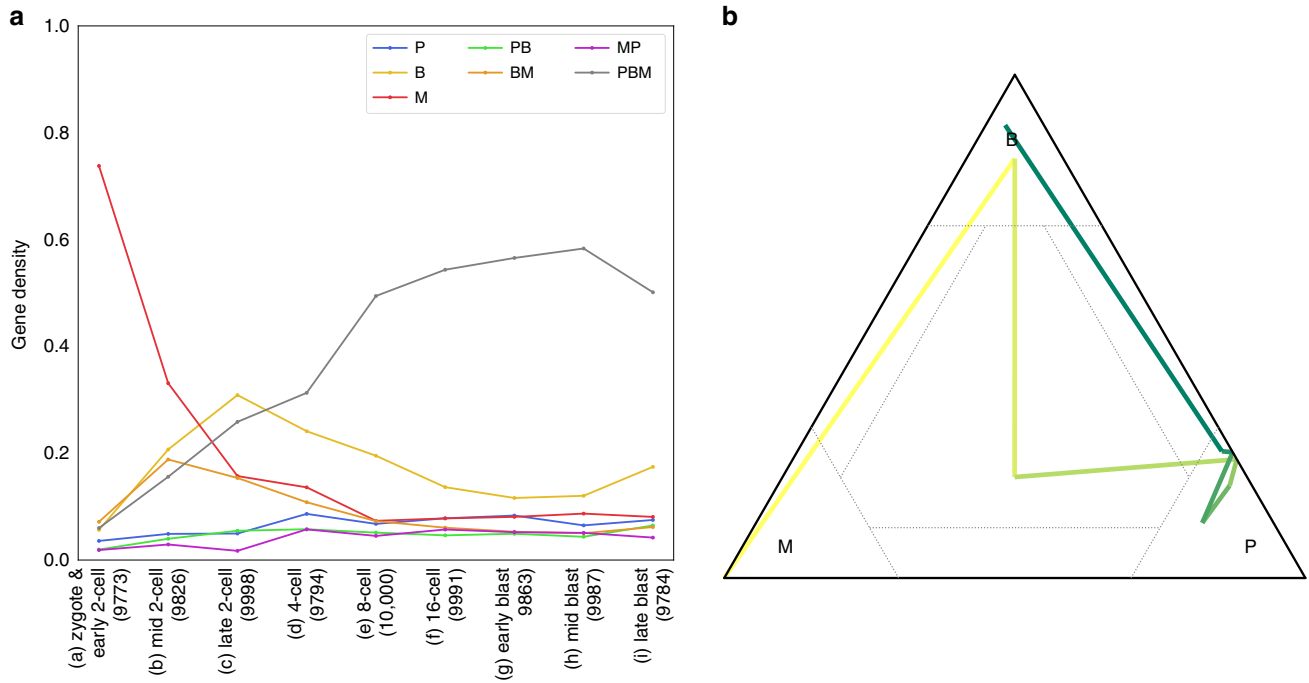 a
b
1.0
0.8
0.6
0.4
0.2
0.0
Gene density
P
B
M
PB
BM
MP
PBM
(a) zygote &
early 2-cell
(9773)
(b) mid 2-cell
(9826)
(c) late 2-cell
(9998)
(d) 4-cell
(9794)
(e) 8-cell
(10,000)
(f) 16-cell
(9991)
(g) early blast
9863)
(h) mid blast
(9987)
(i) late blast
(9784)
B
M
P